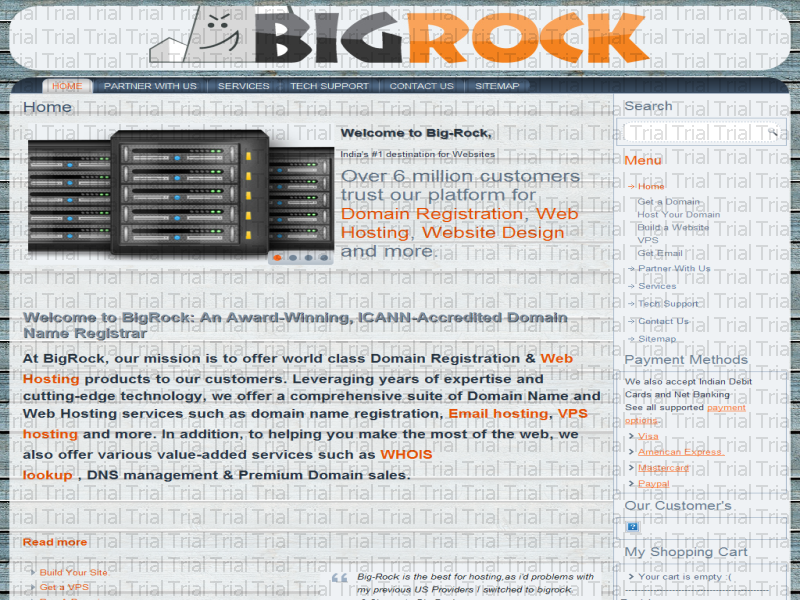 BIGROCK
HOME
PARTNER WITH US
SERVICES
TECH SUPPORT
CONTACT US
SITEMAP
Home
Welcome to Big-Rock,
India's #1 destination for Websites
Over 6 million customers
trust our platform for
Domain Registration, Web
Hosting, Website Design
and more.
Welcome to BigRock: An Award-Winning, ICANN-Accredited Domain
Name Registrar
At BigRock, our mission is to offer world class Domain Registration & Web
Hosting products to our customers. Leveraging years of expertise and
cutting-edge technology, we offer a comprehensive suite of Domain Name and
Web Hosting services such as domain name registration, Email hosting, VPS
hosting and more. In addition, to helping you make the most of the web, we
also offer various value-added services such as WHOIS
lookup , DNS management & Premium Domain sales.
Read more
Build Your Site
Get a VPS
Big-Rock is the best for hosting,as i'd problems with
my previous US Providers I switched to bigrock.
Search
Menu
Home
Get a Domain
Host Your Domain
Build a Website
VPS
Get Email
Partner With Us
Services
Tech Support
Contact Us
Sitemap
Payment Methods
We also accept Indian Debit
Cards and Net Banking
See all supported payment
options
Visa
American Express.
Mastercard
Paypal
Our Customer's
My Shopping Cart
Your cart is empty :(
Trial